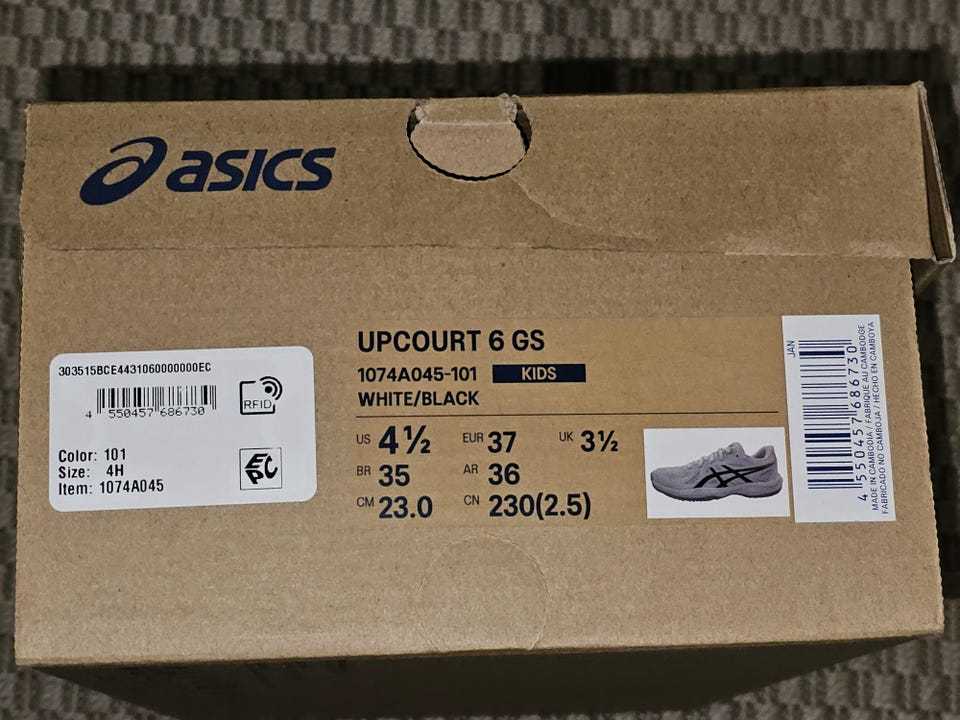 asics
303515BCE4431060000000EC
4 550457 686730
RFID
Color: 101
Size: 4H
Item: 1074A045
EPC
UPCOURT 6 GS
1074A045-101 KIDS
WHITE/BLACK
US 4½ EUR 37 UK 3½
BR 35 AR 36
CM 23.0 CN 230(2.5)
JAN
4 550457 686730
MADE IN CAMBODIA / FABRIQUÉ AU CAMBODGE
FABRICADO NO CAMBOJA / HECHO EN CAMBOYA